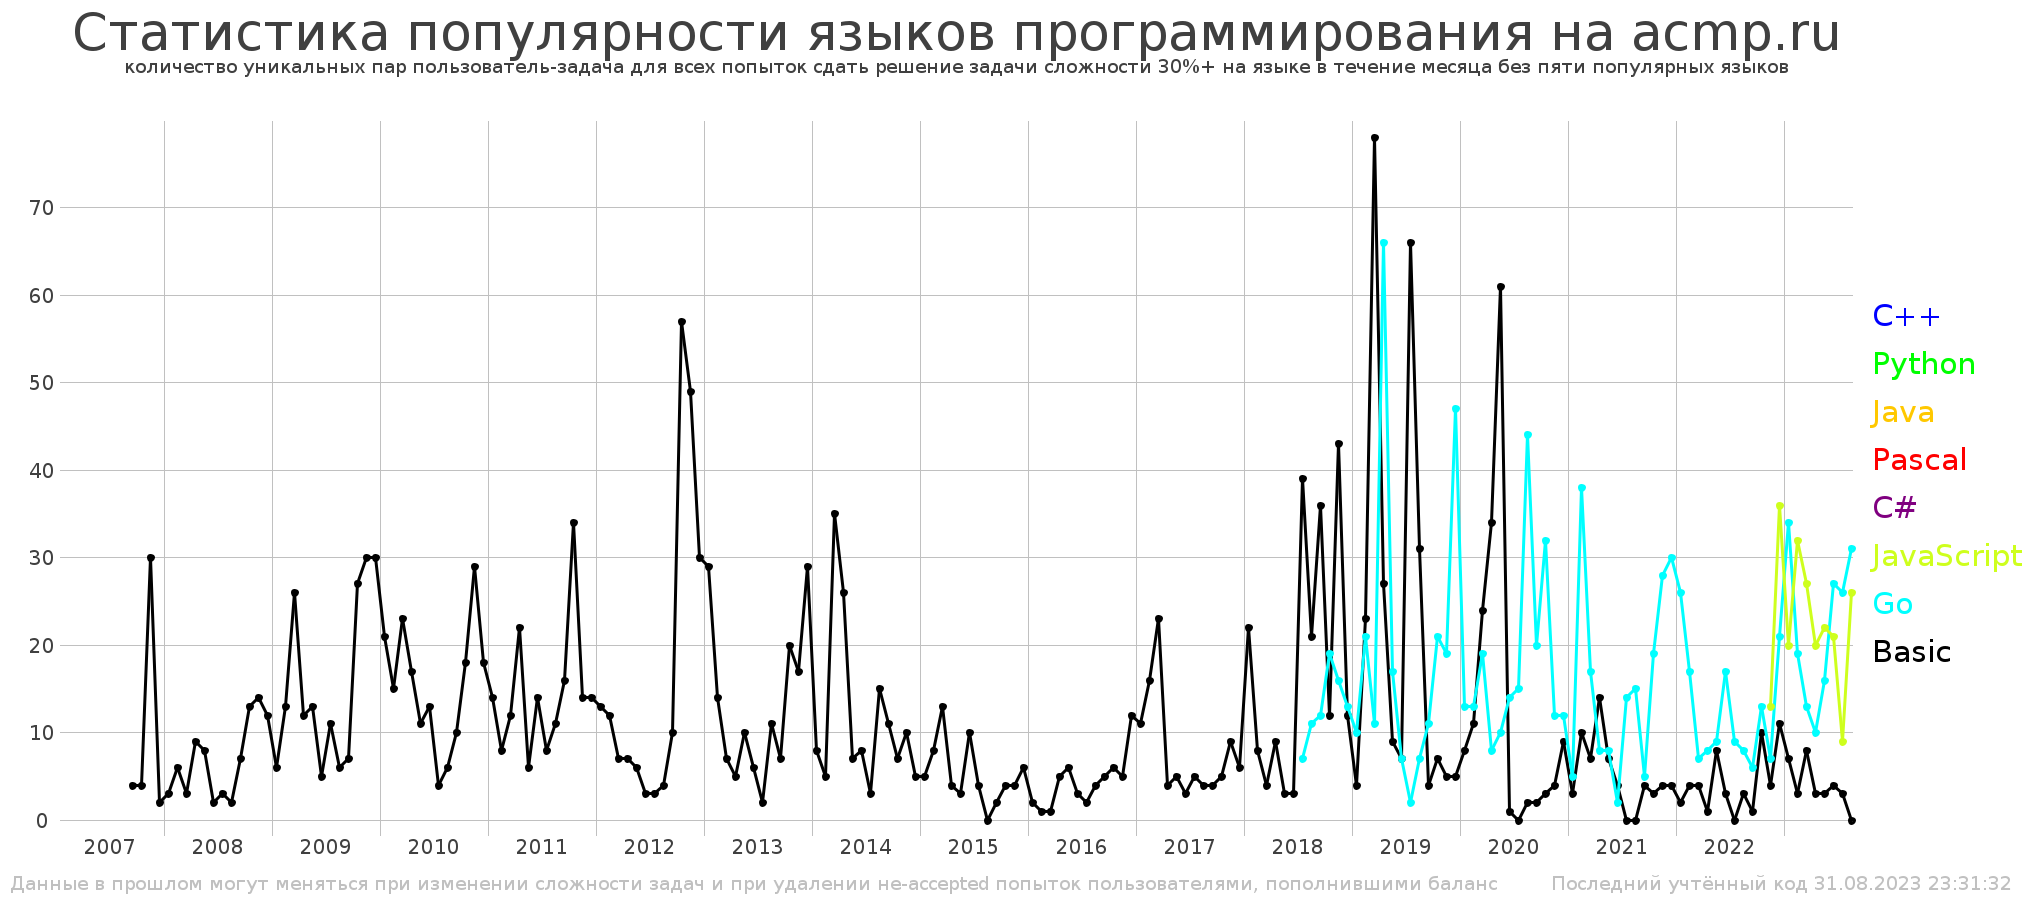 Статистика популярности языков программирования на acmp.ru
количество уникальных пар пользователь-задача для всех попыток сдать решение задачи сложности 30%+ на языке в течение месяца без пяти популярных языков
70
60
50
40
30
20
10
0
C++
Python
Java
Pascal
C#
JavaScript
Go
Basic
2007 2008 2009 2010 2011 2012 2013 2014 2015 2016 2017 2018 2019 2020 2021 2022
Данные в прошлом могут меняться при изменении сложности задач и при удалении не-accepted попыток пользователями, пополнившими баланс Последний учтённый код 31.08.2023 23:31:32